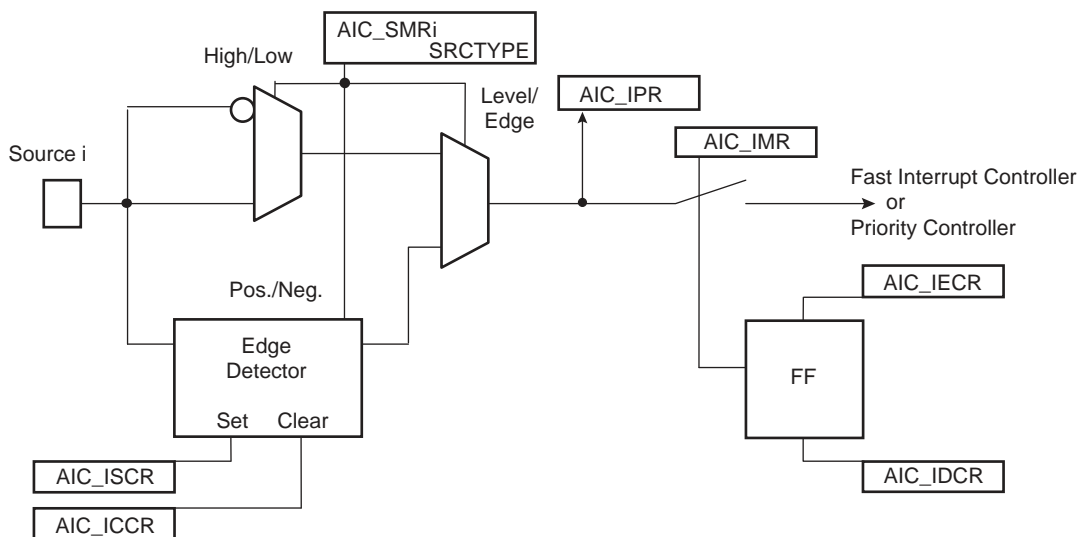 AIC_SMRi
SRCTYPE
High/Low
Level/
Edge
AIC_IPR
AIC_IMR
Source i
Fast Interrupt Controller
or
Priority Controller
Pos./Neg.
AIC_IECR
Edge
Detector
FF
Set Clear
AIC_ISCR
AIC_IDCR
AIC_ICCR